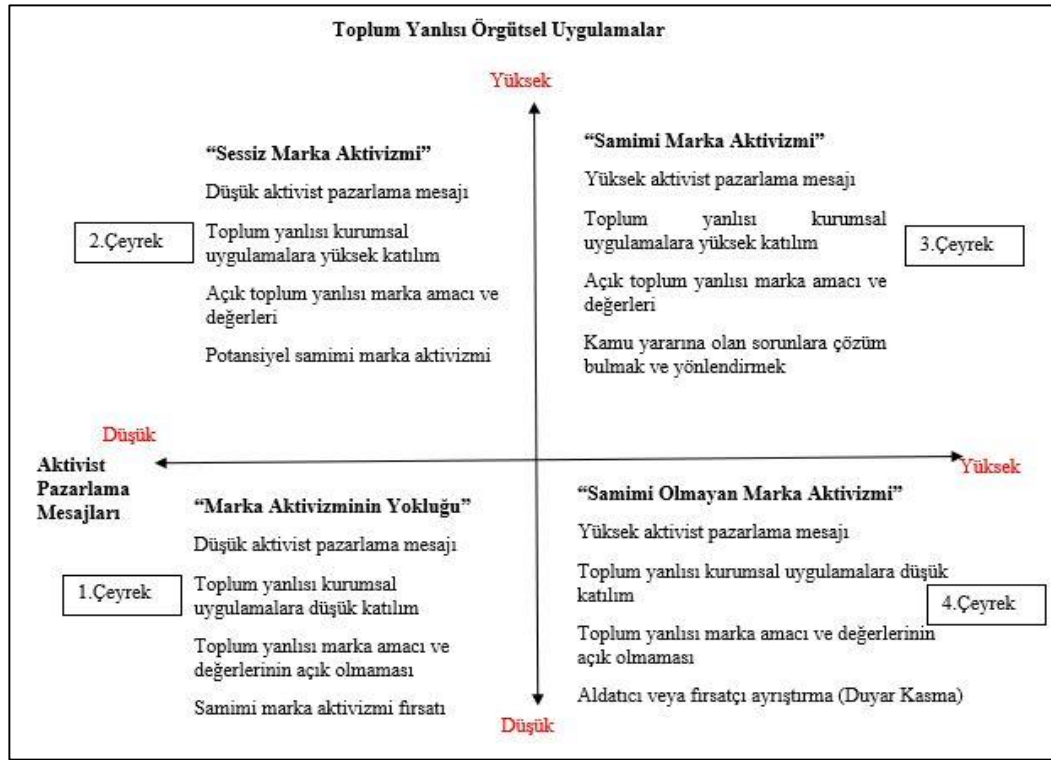 Toplum Yanlısı Örgütsel Uygulamalar
Yüksek
“Sessiz Marka Aktivizmi”
Düşük aktivist pazarlama mesajı
2.Çeyrek
Toplum yanlısı kurumsal
uygulamalara yüksek katılım
Açık toplum yanlısı marka amacı ve
değerleri
Potansiyel samimi marka aktivizmi
“Samimi Marka Aktivizmi”
Yüksek aktivist pazarlama mesajı
Toplum yanlısı kurumsal
uygulamalara yüksek katılım
3.Çeyrek
Açık toplum yanlısı marka amacı ve
değerleri
Kamu yararına olan sorunlara çözüm
bulmak ve yönlendirmek
Düşük
Aktivist
Pazarlama
Mesajları
Yüksek
“Marka Aktivizminin Yokluğu”
Düşük aktivist pazarlama mesajı
1.Çeyrek
Toplum yanlısı kurumsal
uygulamalara düşük katılım
Toplum yanlısı marka amacı ve
değerlerinin açık olmaması
Samimi marka aktivizmi fırsatı
“Samimi Olmayan Marka Aktivizmi”
Yüksek aktivist pazarlama mesajı
Toplum yanlısı kurumsal uygulamalara düşük
katılım
4.Çeyrek
Toplum yanlısı marka amacı ve değerlerinin
açık olmaması
Aldatıcı veya fırsatçı ayrıştırma (Duyar Kasma)
Düşük